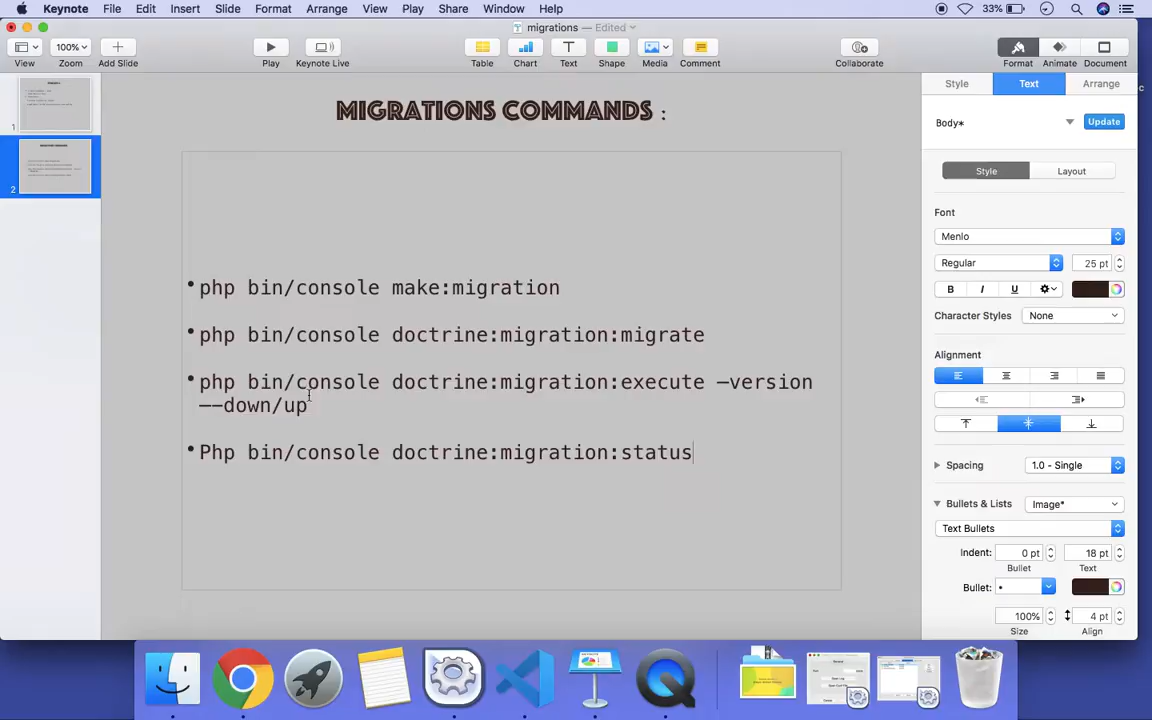 Keynote File Edit Insert Slide Format Arrange View Play Share Window Help 33%
migrations — Edited
100%
View Zoom Add Slide Play Keynote Live Table Chart Text Shape Media Comment Collaborate Format Animate Document
MIGRATIONS COMMANDS :
•php bin/console make:migration
•php bin/console doctrine:migration:migrate
•php bin/console doctrine:migration:execute —version
——down/up
•Php bin/console doctrine:migration:status
1
2
Style Text Arrange
Body* Update
Style Layout
Font
Menlo
Regular 25 pt
B I U
Character Styles None
Alignment
Spacing 1.0 - Single
Bullets & Lists Image*
Text Bullets
Indent: 0 pt 18 pt
Bullet Text
Bullet: •
100% 4 pt
Size Align